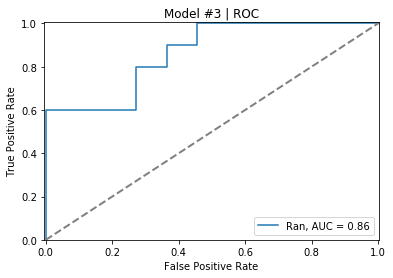 Model #3 | ROC
1.0
0.8
0.6
0.4
0.2
0.0
True Positive Rate
0.0 0.2 0.4 0.6 0.8 1.0
False Positive Rate
Ran, AUC = 0.86